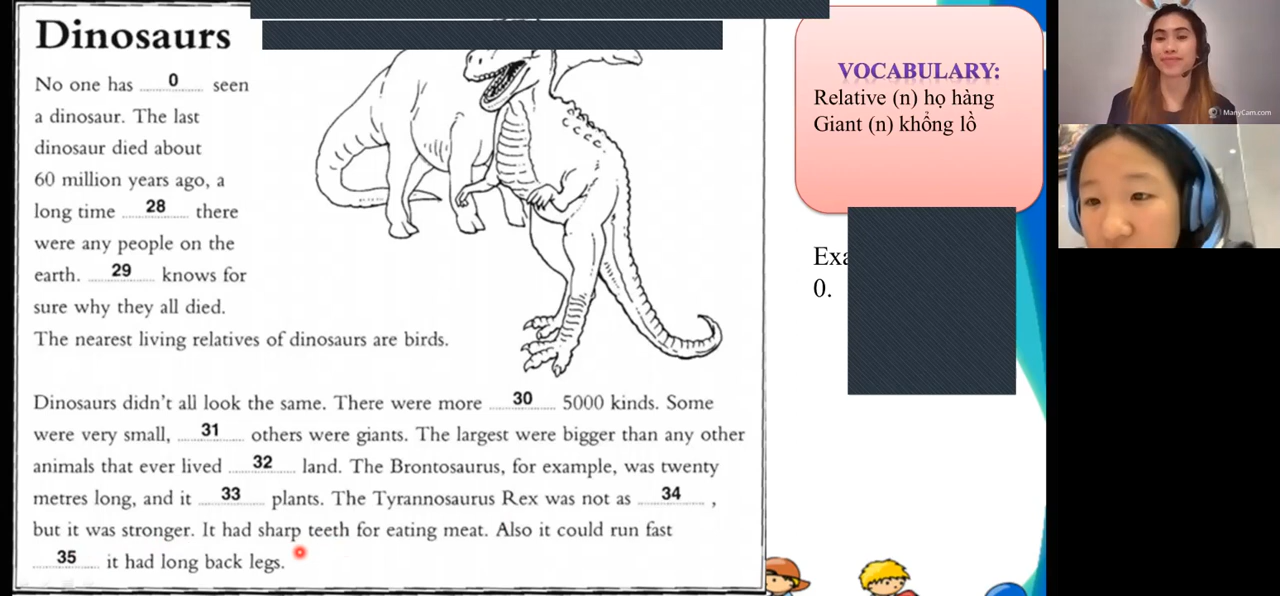 Dinosaurs
No one has 0 seen
a dinosaur. The last
dinosaur died about
60 million years ago, a
long time 28 there
were any people on the
earth. 29 knows for
sure why they all died.
The nearest living relatives of dinosaurs are birds.
Dinosaurs didn't all look the same. There were more 30 5000 kinds. Some
were very small, 31 others were giants. The largest were bigger than any other
animals that ever lived 32 land. The Brontosaurus, for example, was twenty
metres long, and it 33 plants. The Tyrannosaurus Rex was not as 34 ,
but it was stronger. It had sharp teeth for eating meat. Also it could run fast
35 it had long back legs.
VOCABULARY:
Relative (n) họ hàng
Giant (n) khổng lồ
0.
ManyCam.com